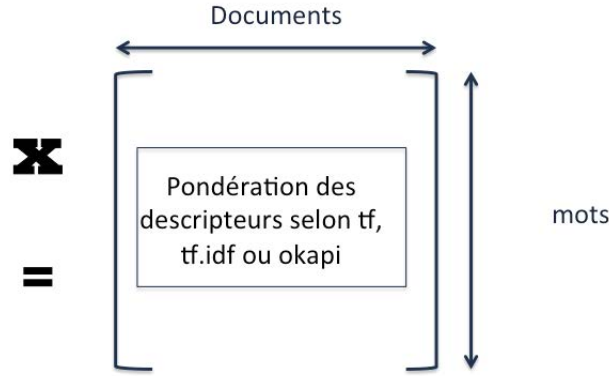 Documents
X
Pondération des
descripteurs selon tf,
tf.idf ou okapi
mots
=